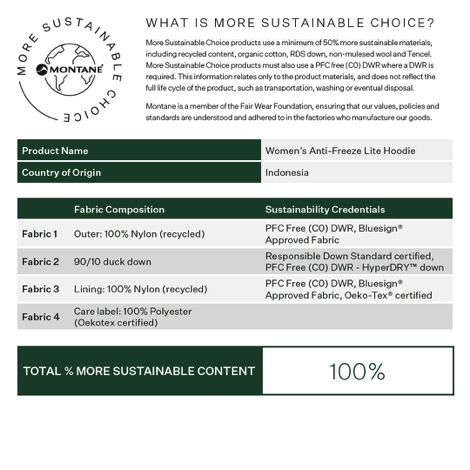 MORE SUSTAINABLE CHOICE
MONTANE®
WHAT IS MORE SUSTAINABLE CHOICE?
More Sustainable Choice products use a minimum of 50% more sustainable materials,
including recycled content, organic cotton, RDS down, non-mulesed wool and Tencel.
More Sustainable Choice products must also use a PFC free (C0) DWR where a DWR is
required. This information relates only to the product materials, and does not reflect the
full life cycle of the product, such as transportation, washing or eventual disposal.
Montane is a member of the Fair Wear Foundation, ensuring that our values, policies and
standards are understood and adhered to in the factories who manufacture our goods.
Product Name Women's Anti-Freeze Lite Hoodie
Country of Origin Indonesia
Fabric Composition Sustainability Credentials
Fabric 1 Outer: 100% Nylon (recycled) PFC Free (C0) DWR, Bluesign®
Approved Fabric
Fabric 2 90/10 duck down Responsible Down Standard certified,
PFC Free (C0) DWR - HyperDRY™ down
Fabric 3 Lining: 100% Nylon (recycled) PFC Free (C0) DWR, Bluesign®
Approved Fabric, Oeko-Tex® certified
Fabric 4 Care label: 100% Polyester
(Oekotex certified)
TOTAL % MORE SUSTAINABLE CONTENT 100%